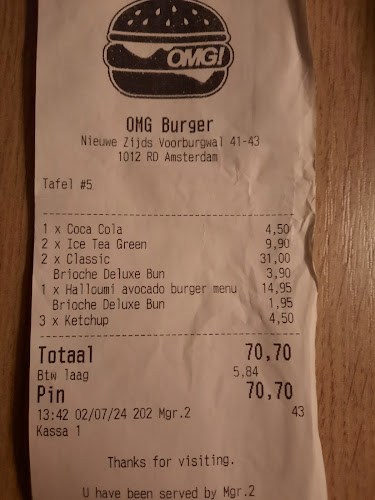 OMG!
OMG Burger
Nieuwe Zijds Voorburgwal 41-43
1012 RD Amsterdam
Tafel #5
1 x Coca Cola 4,50
2 x Ice Tea Green 9,90
2 x Classic 31,00
Brioche Deluxe Bun 3,90
1 x Halloumi avocado burger menu 14,95
Brioche Deluxe Bun 1,95
3 x Ketchup 4,50
Totaal 70,70
Btw laag 5,84
Pin 70,70
13:42 02/07/24 202 Mgr.2 43
Kassa 1
Thanks for visiting.
U have been served by Mgr.2